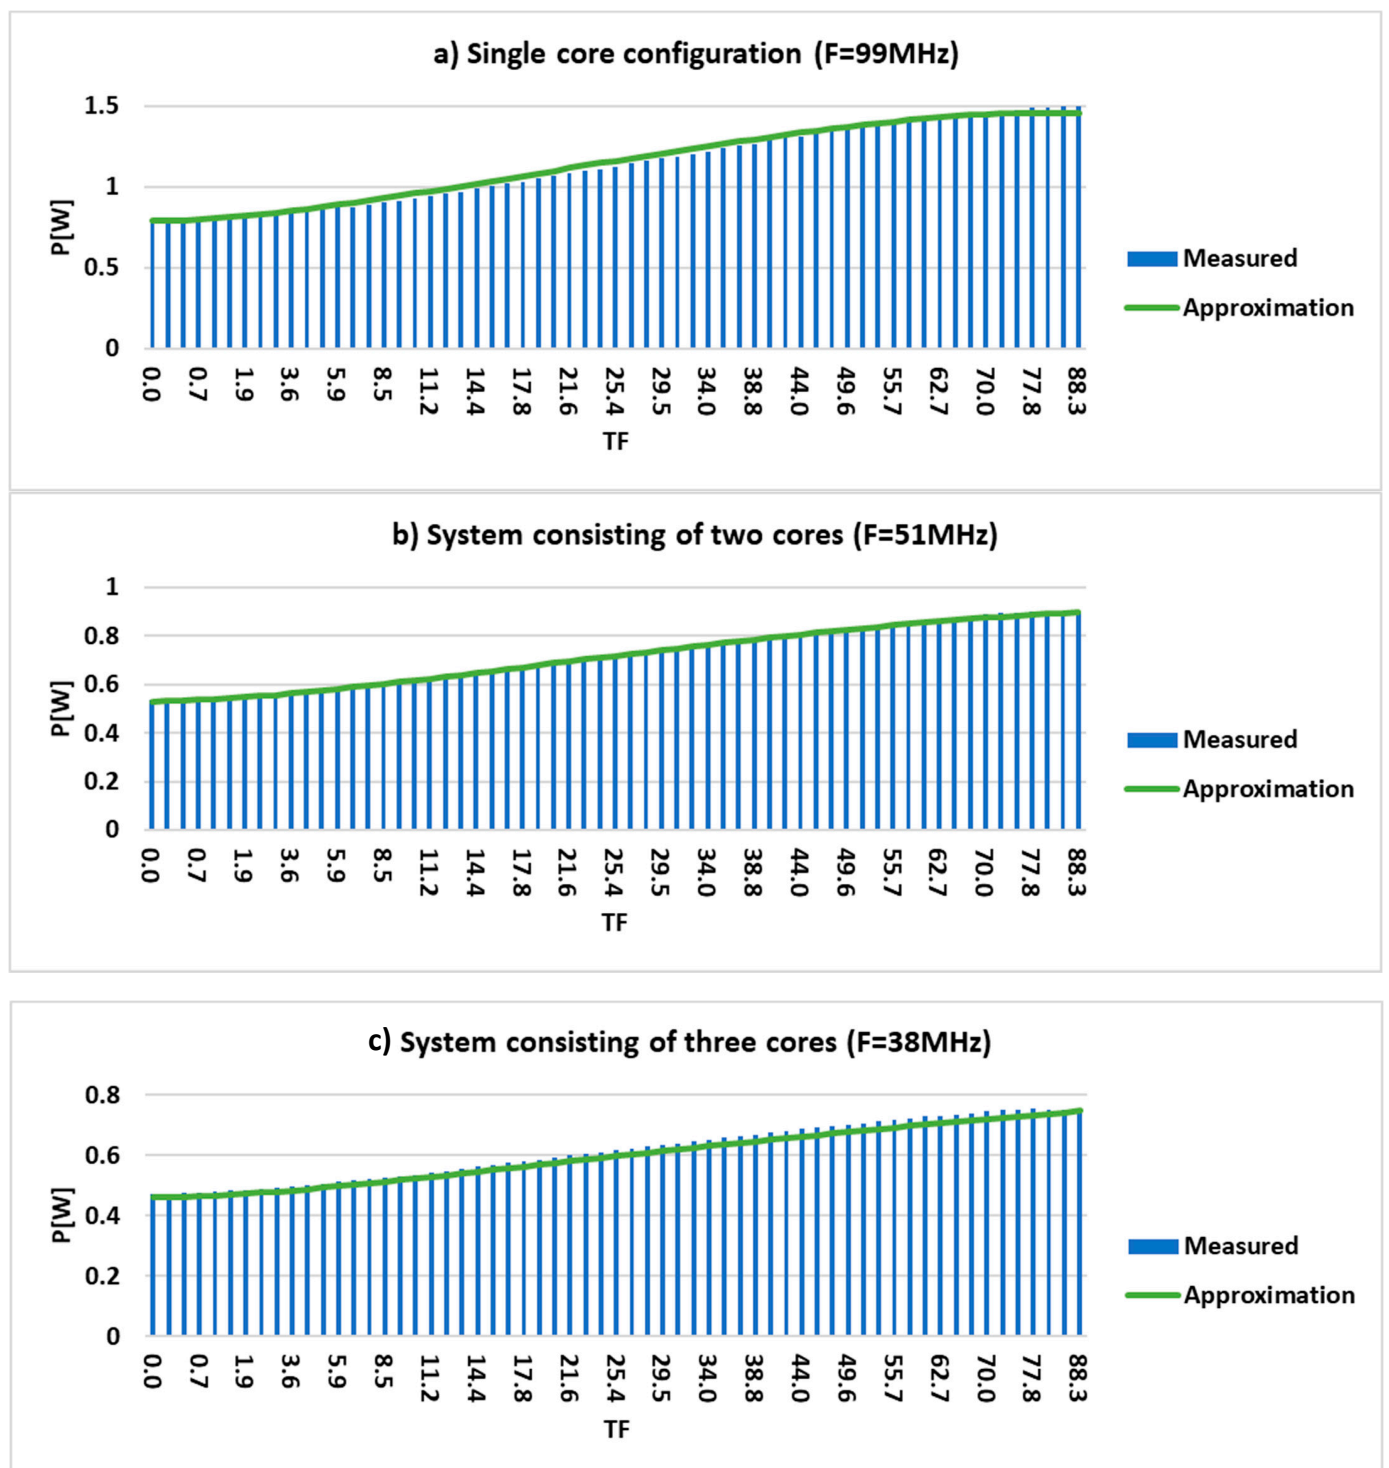 a) Single core configuration (F=99MHz)
1.5
1
0.5
0
P[W]
0.0 0.7 1.9 3.6 5.9 8.5 11.2 14.4 17.8 21.6 25.4 29.5 34.0 38.8 44.0 49.6 55.7 62.7 70.0 77.8 88.3
TF
Measured
Approximation
b) System consisting of two cores (F=51MHz)
1
0.8
0.6
0.4
0.2
0
P[W]
0.0 0.7 1.9 3.6 5.9 8.5 11.2 14.4 17.8 21.6 25.4 29.5 34.0 38.8 44.0 49.6 55.7 62.7 70.0 77.8 88.3
TF
Measured
Approximation
c) System consisting of three cores (F=38MHz)
0.8
0.6
0.4
0.2
0
P[W]
0.0 0.7 1.9 3.6 5.9 8.5 11.2 14.4 17.8 21.6 25.4 29.5 34.0 38.8 44.0 49.6 55.7 62.7 70.0 77.8 88.3
TF
Measured
Approximation